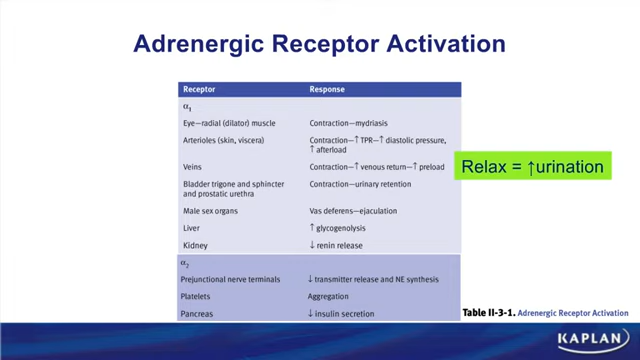 Adrenergic Receptor Activation
Receptor Response
α₁
Eye—radial (dilator) muscle Contraction—mydriasis
Arterioles (skin, viscera) Contraction—↑ TPR—↑ diastolic pressure,
↑ afterload
Veins Contraction—↑ venous return—↑ preload
Bladder trigone and sphincter Contraction—urinary retention
and prostatic urethra
Male sex organs Vas deferens—ejaculation
Liver ↑ glycogenolysis
Kidney ↓ renin release
α₂
Prejunctional nerve terminals ↓ transmitter release and NE synthesis
Platelets Aggregation
Pancreas ↓ insulin secretion
Relax = ↑urination
Table II-3-1. Adrenergic Receptor Activation
KAPLAN